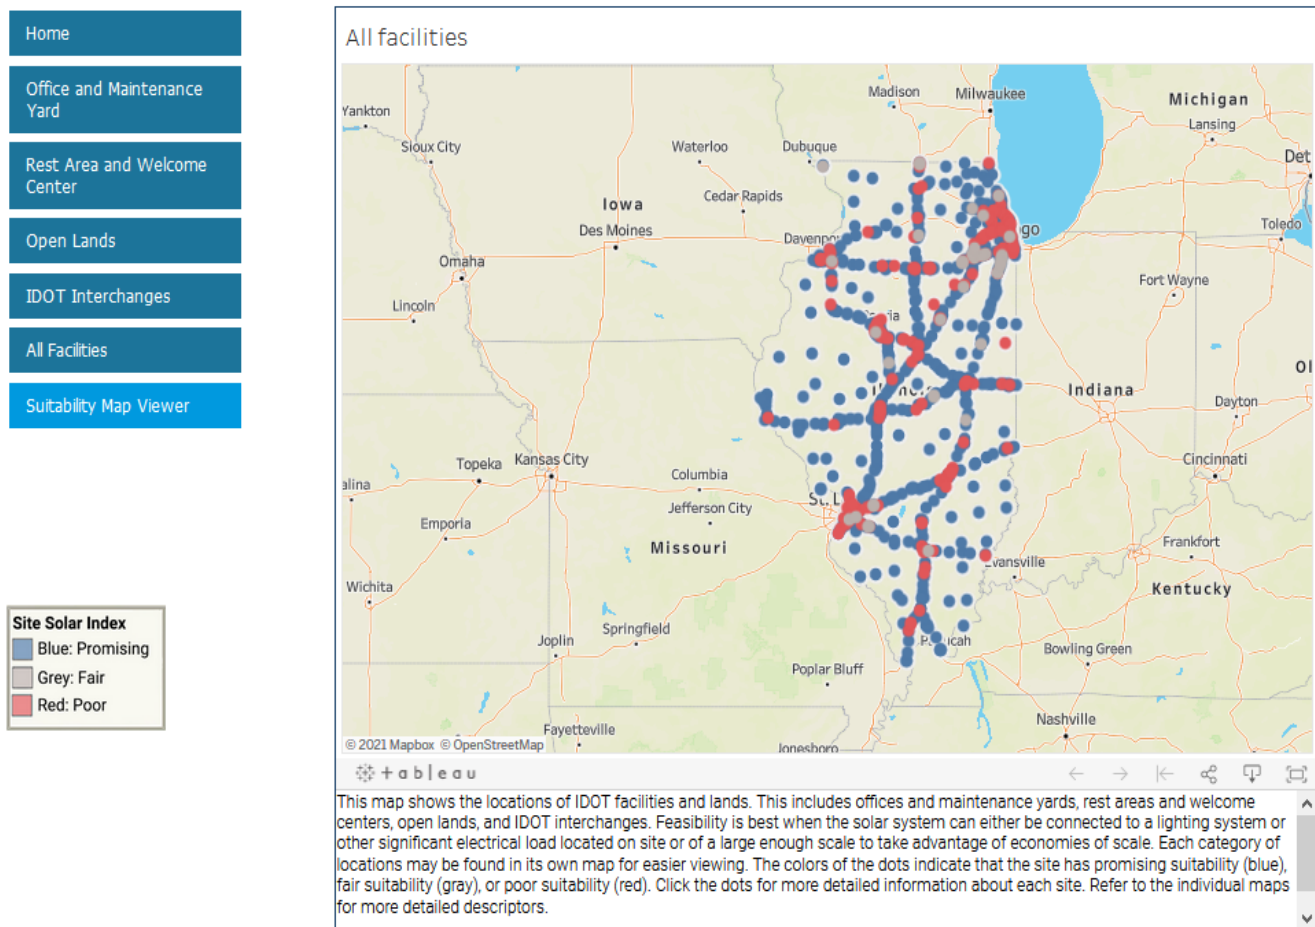 Home
Office and Maintenance
Yard
Rest Area and Welcome
Center
Open Lands
IDOT Interchanges
All Facilities
Suitability Map Viewer
Site Solar Index
Blue: Promising
Grey: Fair
Red: Poor
All facilities
Madison
Milwaukee
Michigan
Lansing
Yankton
Sioux City
Waterloo
Dubuque
Det
Cedar Rapids
Iowa
Des Moines
Davenpor
go
Toledo
Omaha
Fort Wayne
Lincoln
ria
Indiana
Ol
Dayton
Topeka
Kansas City
Columbia
Cincinnati
alina
St. L
Jefferson City
Emporia
Missouri
Frankfort
Evansville
Wichita
Kentucky
Springfield
Joplin
Bowling Green
Poplar Bluff
Nashville
Fayetteville
Jonesboro
© 2021 Mapbox © OpenStreetMap
+ a b l e a u
This map shows the locations of IDOT facilities and lands. This includes offices and maintenance yards, rest areas and welcome
centers, open lands, and IDOT interchanges. Feasibility is best when the solar system can either be connected to a lighting system or
other significant electrical load located on site or of a large enough scale to take advantage of economies of scale. Each category of
locations may be found in its own map for easier viewing. The colors of the dots indicate that the site has promising suitability (blue),
fair suitability (gray), or poor suitability (red). Click the dots for more detailed information about each site. Refer to the individual maps
for more detailed descriptors.